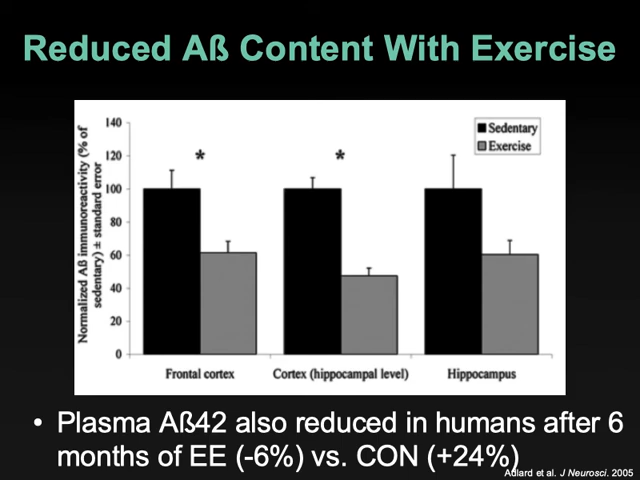 Reduced Aß Content With Exercise
Normalized Aß immunoreactivity (% of
sedentary) ± standard error
140
120
100
80
60
40
20
0
*
*
Sedentary
Exercise
Frontal cortex
Cortex (hippocampal level)
Hippocampus
• Plasma Aß42 also reduced in humans after 6
months of EE (-6%) vs. CON (+24%)
Adlard et al. J Neurosci. 2005